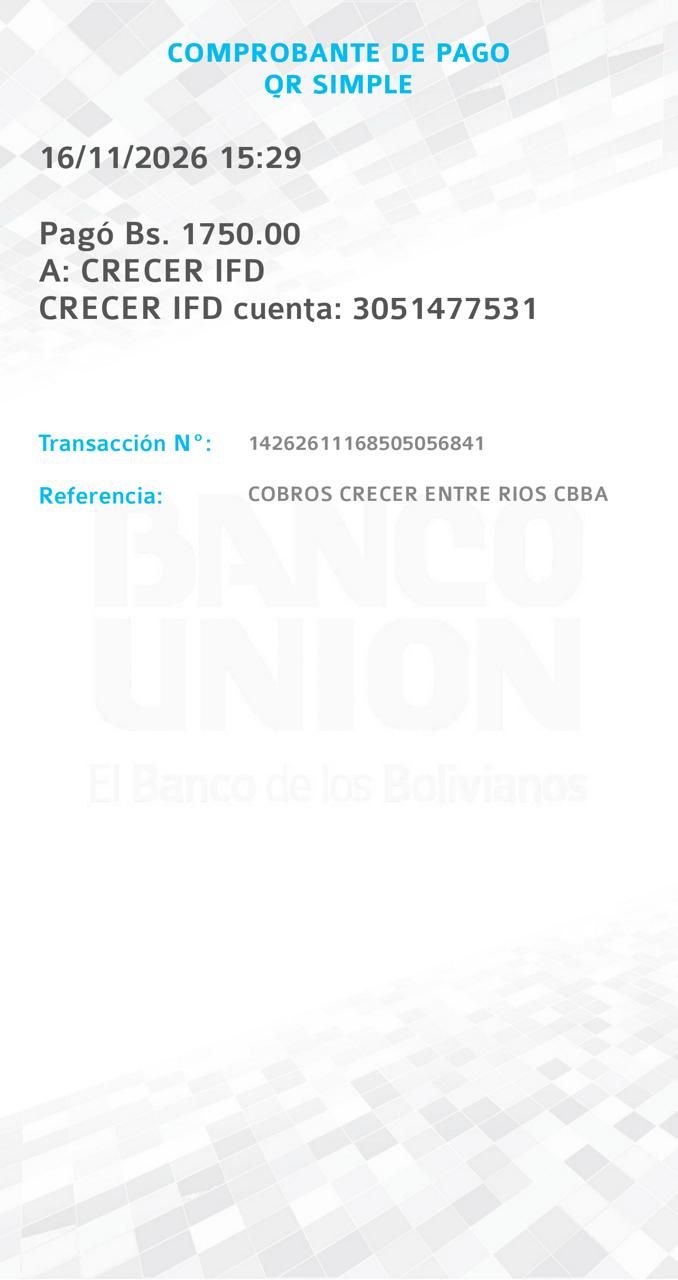 COMPROBANTE DE PAGO
QR SIMPLE
16/11/2026 15:29
Pagó Bs. 1750.00
A: CRECER IFD
CRECER IFD cuenta: 3051477531
Transacción N°: 14262611168505056841
Referencia: COBROS CRECER ENTRE RIOS CBBA
BANCO
UNION
El Banco de los Bolivianos